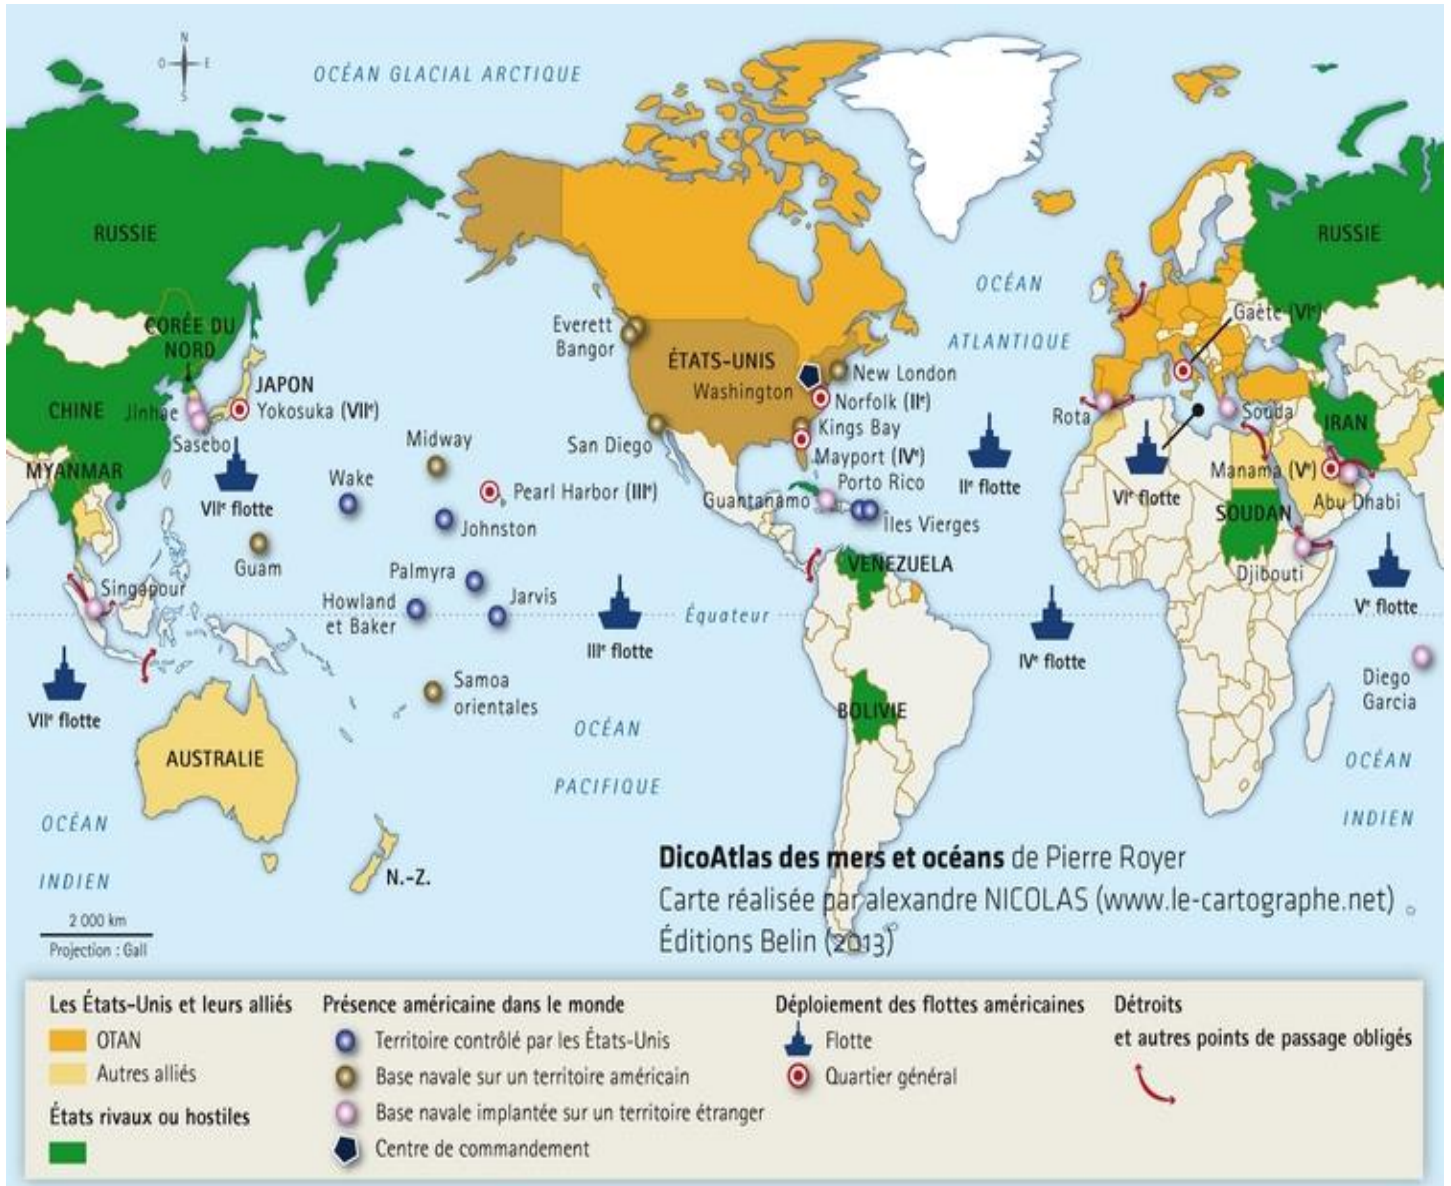 N
O E
S
OCÉAN GLACIAL ARCTIQUE
RUSSIE
RUSSIE
CORÉE DU
NORD
CHINE
JAPON
Jinhae
Yokosuka (VIIe)
Sasebo
MYANMAR
VIIe flotte
Wake
Midway
Pearl Harbor (IIIe)
Johnston
Guam
Palmyra
Singapour
Howland
et Baker
Jarvis
IIIe flotte
Équateur
Samoa
orientales
VIIe flotte
AUSTRALIE
N.-Z.
OCÉAN
INDIEN
OCÉAN
PACIFIQUE
Everett
Bangor
ÉTATS-UNIS
Washington
New London
Norfolk (IIe)
San Diego
Kings Bay
Mayport (IVe)
Porto Rico
Guantánamo
Îles Vierges
VENEZUELA
BOLIVIE
OCÉAN
ATLANTIQUE
IIe flotte
IVe flotte
Gaète (VIe)
Rota
Souda
VIe flotte
IRAN
Manama (Ve)
Abu Dhabi
SOUDAN
Djibouti
Ve flotte
Diego
Garcia
OCÉAN
INDIEN
2 000 km
Projection : Gall
DicoAtlas des mers et océans de Pierre Royer
Carte réalisée par alexandre NICOLAS (www.le-cartographe.net)
Éditions Belin (2013)
Les États-Unis et leurs alliés
OTAN
Autres alliés
États rivaux ou hostiles
Présence américaine dans le monde
Territoire contrôlé par les États-Unis
Base navale sur un territoire américain
Base navale implantée sur un territoire étranger
Centre de commandement
Déploiement des flottes américaines
Flotte
Quartier général
Détroits
et autres points de passage obligés